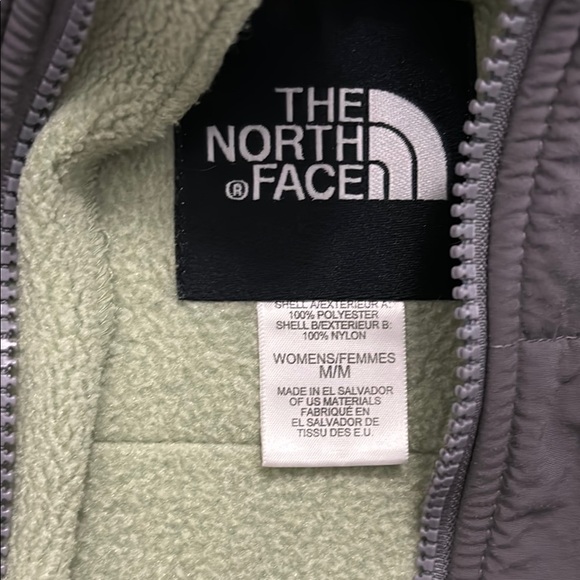 THE
NORTH
® FACE
SHELL A/EXTERIEUR A:
100% POLYESTER
SHELL B/EXTERIEUR B:
100% NYLON
WOMENS/FEMMES
M/M
MADE IN EL SALVADOR
OF US MATERIALS
FABRIQUÉ EN
EL SALVADOR DE
TISSU DES E.U.